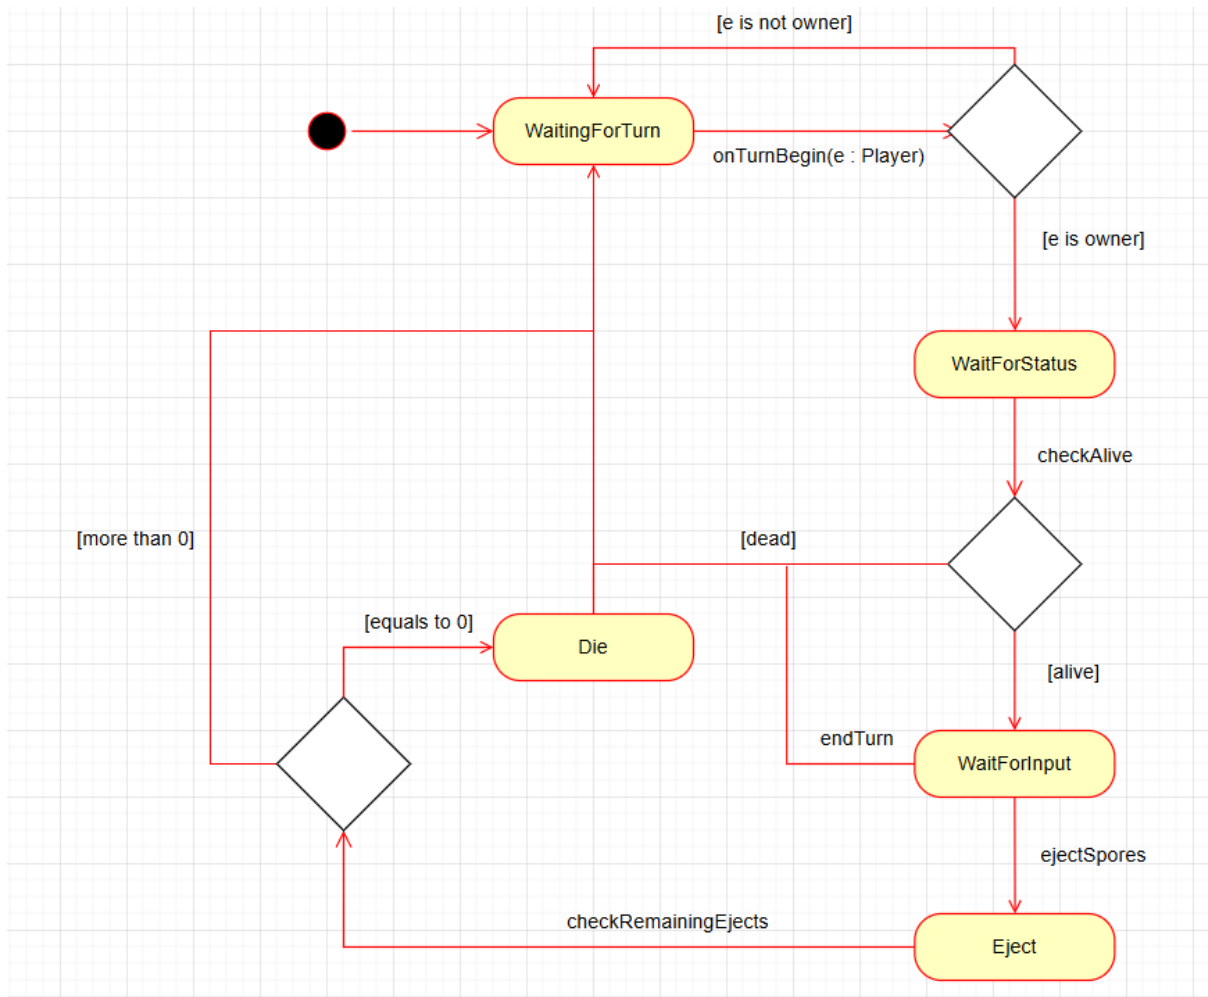 [e is not owner]
WaitingForTurn
onTurnBegin(e : Player)
[e is owner]
WaitForStatus
checkAlive
[more than 0]
[dead]
[equals to 0]
Die
[alive]
endTurn
WaitForInput
ejectSpores
checkRemainingEjects
Eject